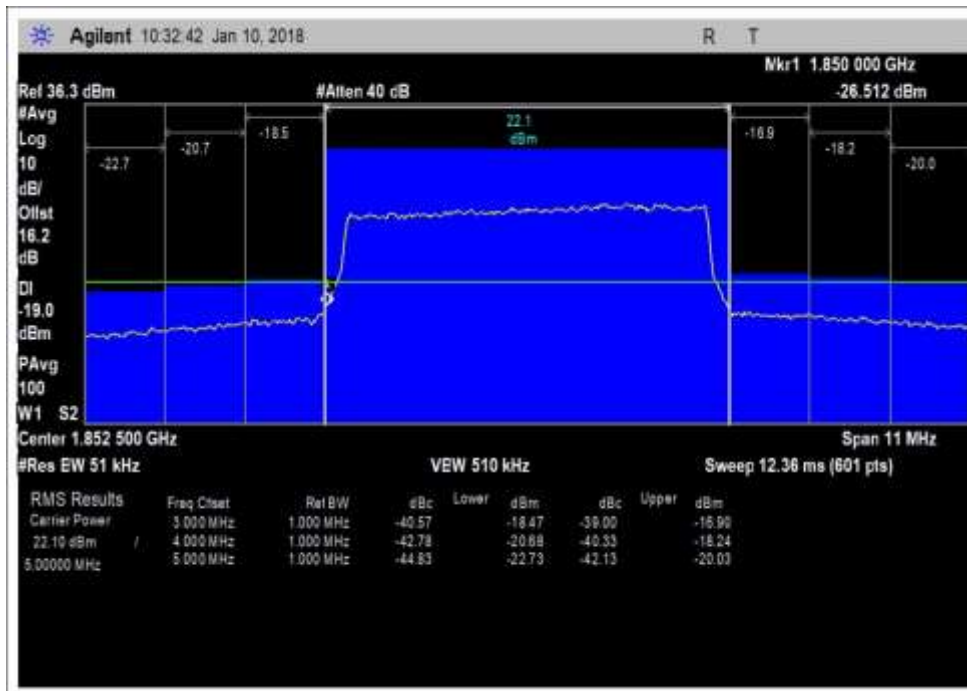 Agilent 10:32:42 Jan 10, 2018 R T
Mkr1 1.850 000 GHz
Ref 36.3 dBm #Atten 40 dB -26.512 dBm
#Avg
Log
10
dB/
Offst
16.2
dB
DI
-19.0
dBm
PAvg
100
W1 S2
-22.7 -20.7 -18.5 22.1 dBm -16.9 -18.2 -20.0
Center 1.852 500 GHz Span 11 MHz
#Res BW 51 kHz VBW 510 kHz Sweep 12.36 ms (601 pts)
RMS Results Freq Offset Ref BW dBc Lower dBm dBc Upper dBm
Carrier Power 3.000 MHz 1.000 MHz -40.57 -18.47 -39.00 -16.90
22.10 dBm / 4.000 MHz 1.000 MHz -42.78 -20.68 -40.33 -18.24
5.00000 MHz 5.000 MHz 1.000 MHz -44.83 -22.73 -42.13 -20.03